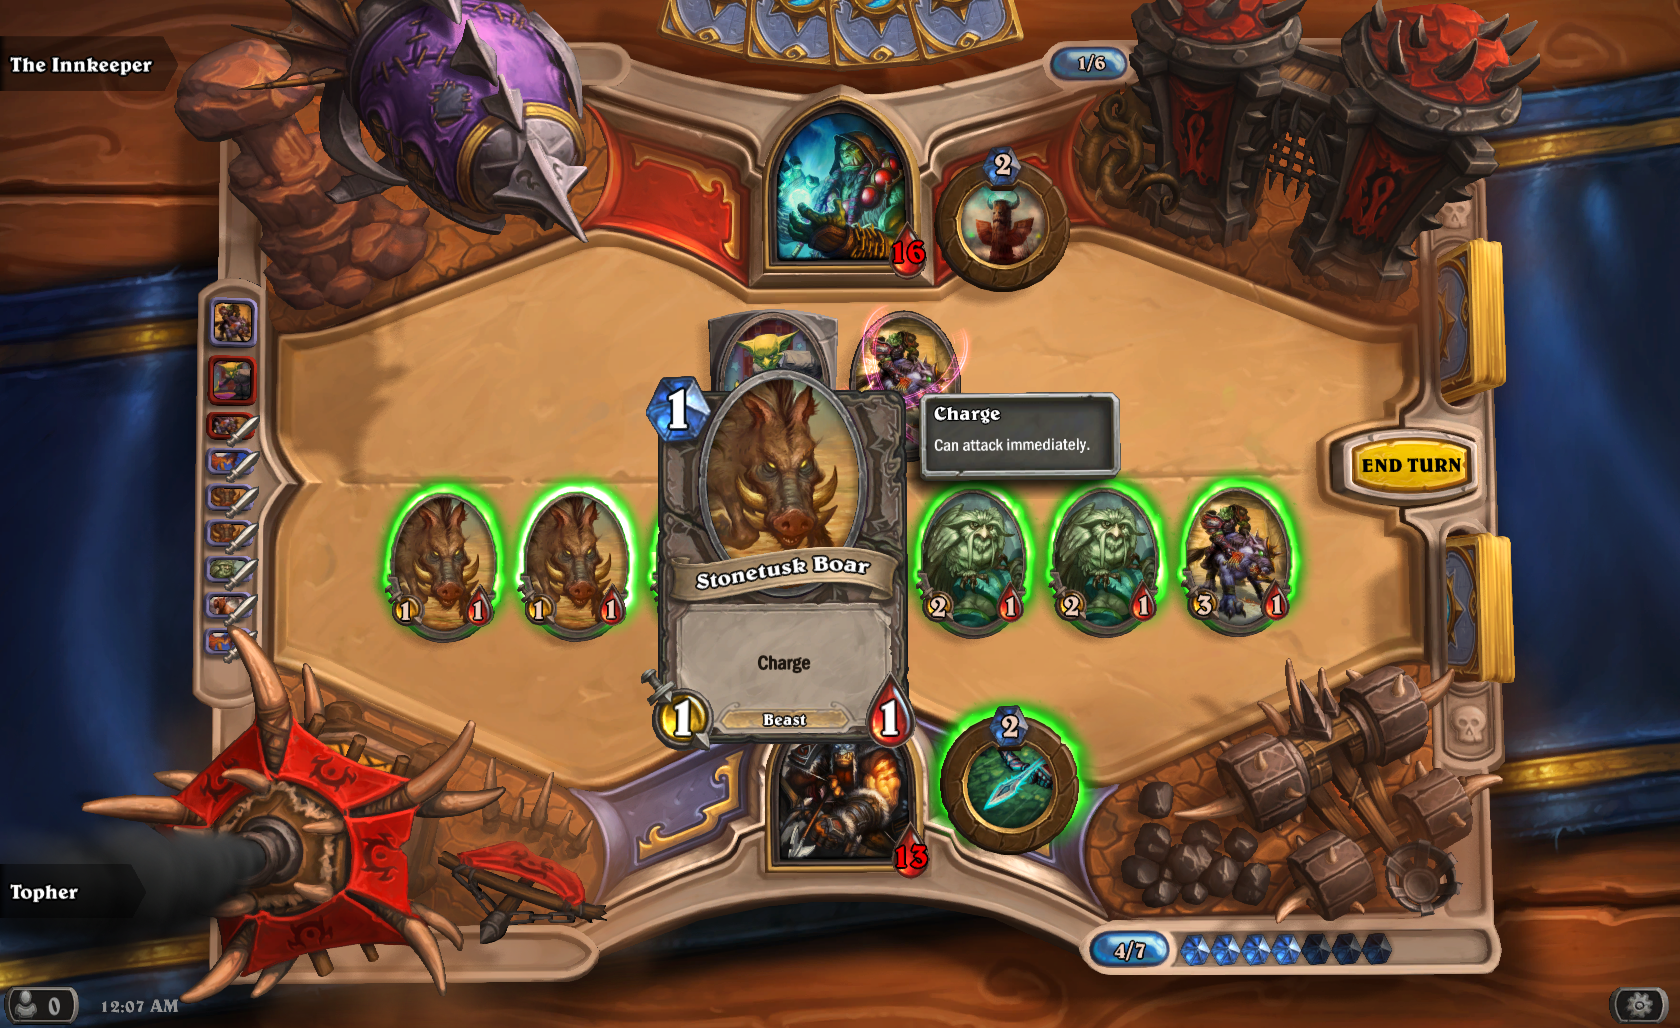 The Innkeeper
1/6
2
16
1
Charge
Can attack immediately.
END TURN
Stonetusk Boar
1
1
1
1
2
1
2
1
3
1
Charge
1
Beast
1
2
13
Topher
4/7
0
12:07 AM